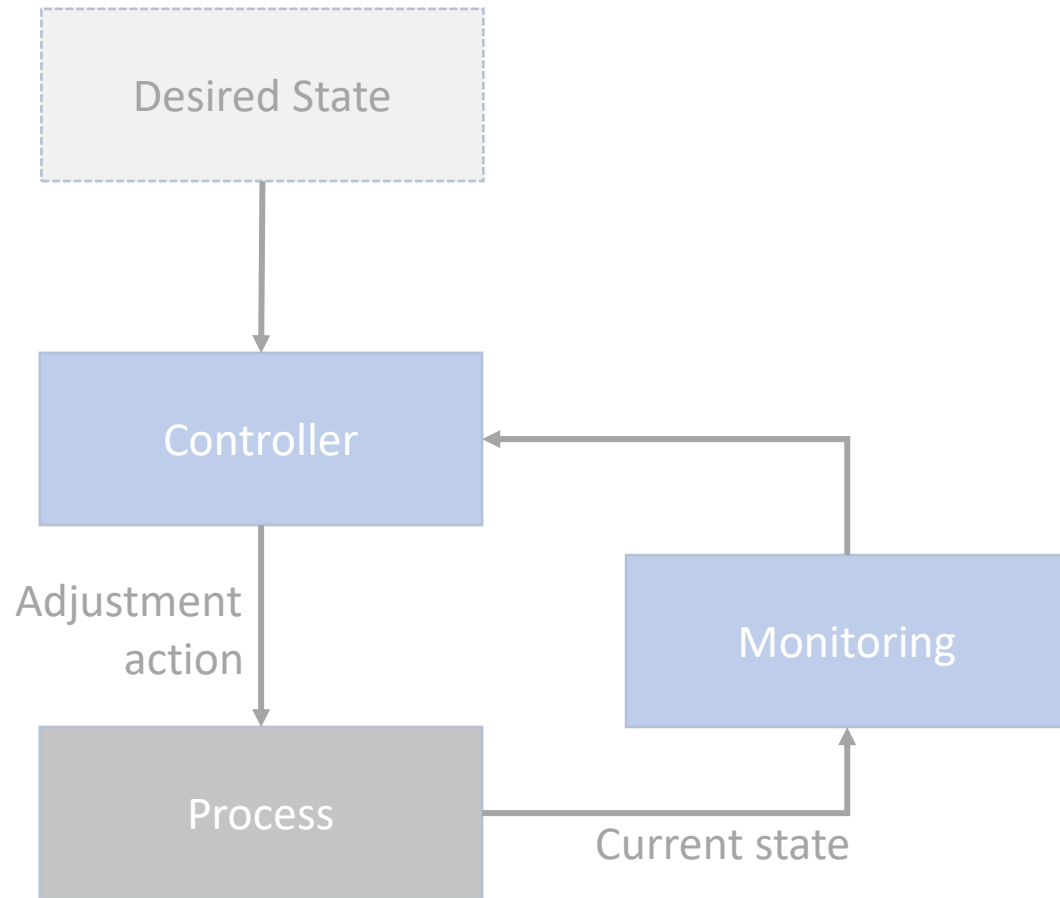 Desired State
Controller
Adjustment
action
Monitoring
Process
Current state